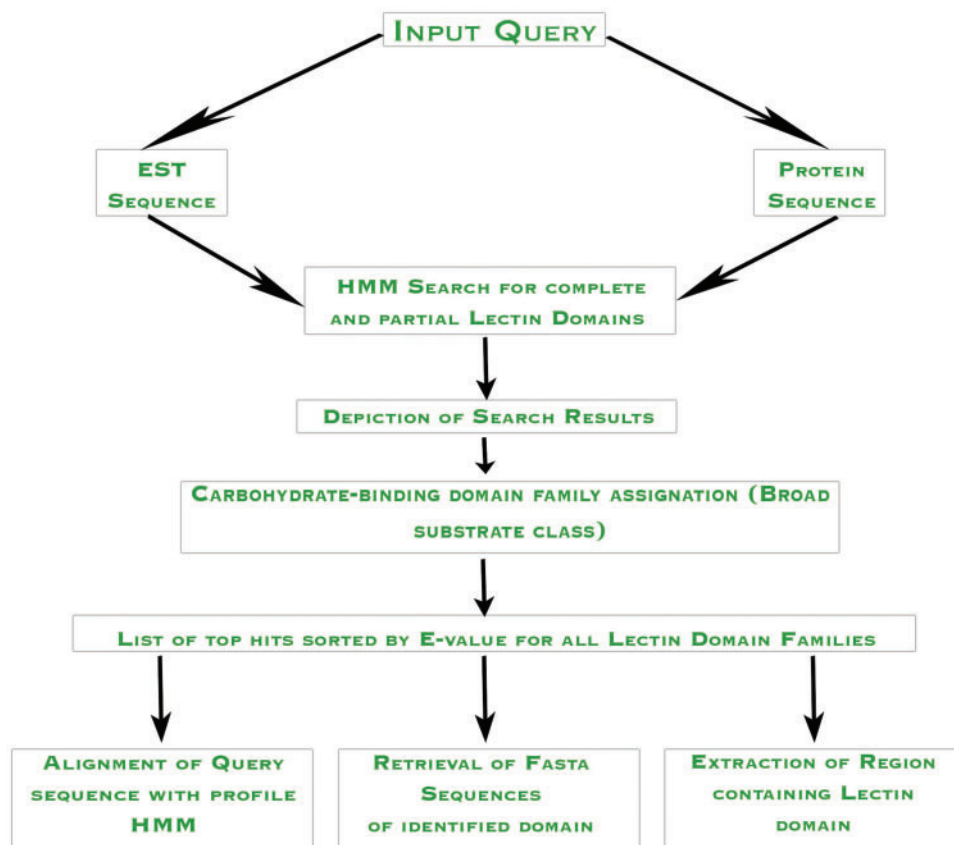 Input Query
EST
Sequence
Protein
Sequence
HMM Search for complete
and partial Lectin Domains
Depiction of Search Results
Carbohydrate-binding domain family assignation (Broad
substrate class)
List of top hits sorted by E-value for all Lectin Domain Families
Alignment of Query
sequence with profile
HMM
Retrieval of Fasta
Sequences
of identified domain
Extraction of Region
containing Lectin
domain